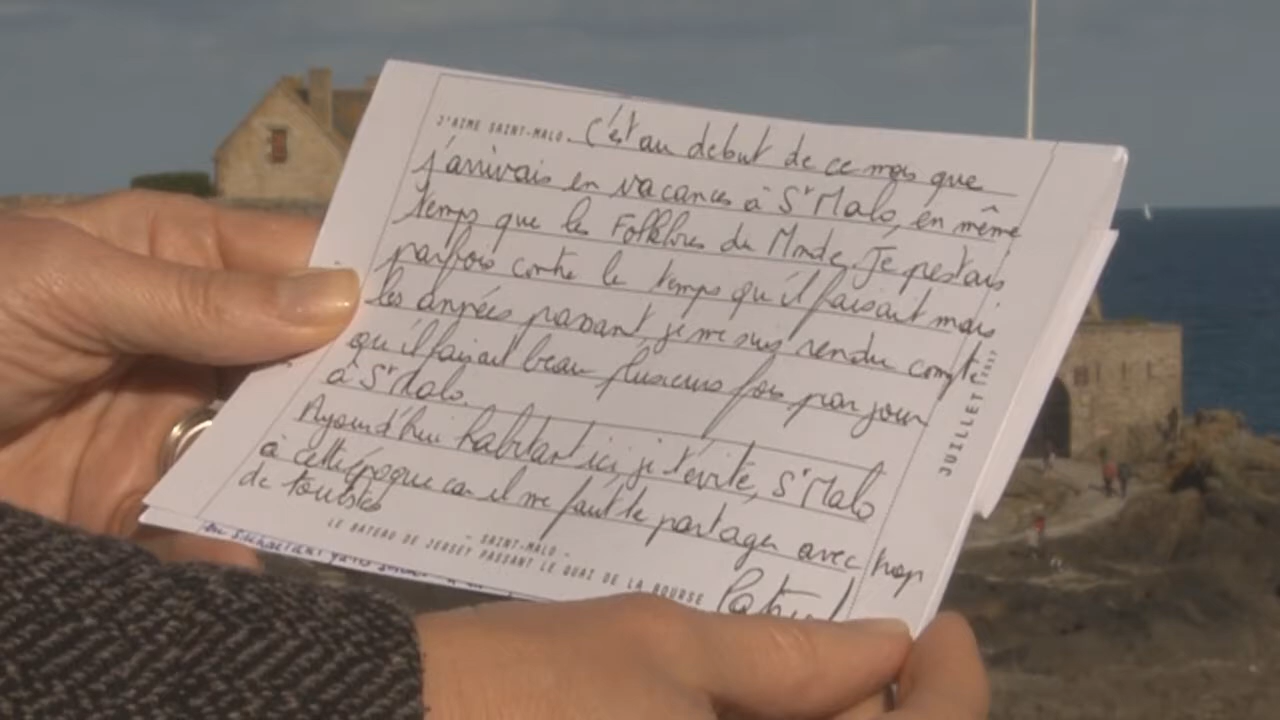 J'AIME SAINT-MALO. C'est au debut de ce mois que
j'arrivais en vacances à St Malo, en même
temps que les Folklores du Monde. Je pestais
parfois contre le temps qu'il faisait mais
les années passant, je me suis rendu compte
qu'il faisait beau plusieurs fois par jour
à St Malo.
Aujourd'hui habitant ici, je t'évite, St Malo
à cette époque car il me faut te partager avec trop
de touristes
- SAINT-MALO -
LE BATEAU DE JERSEY PASSANT LE QUAI DE LA BOURSE
JUILLET